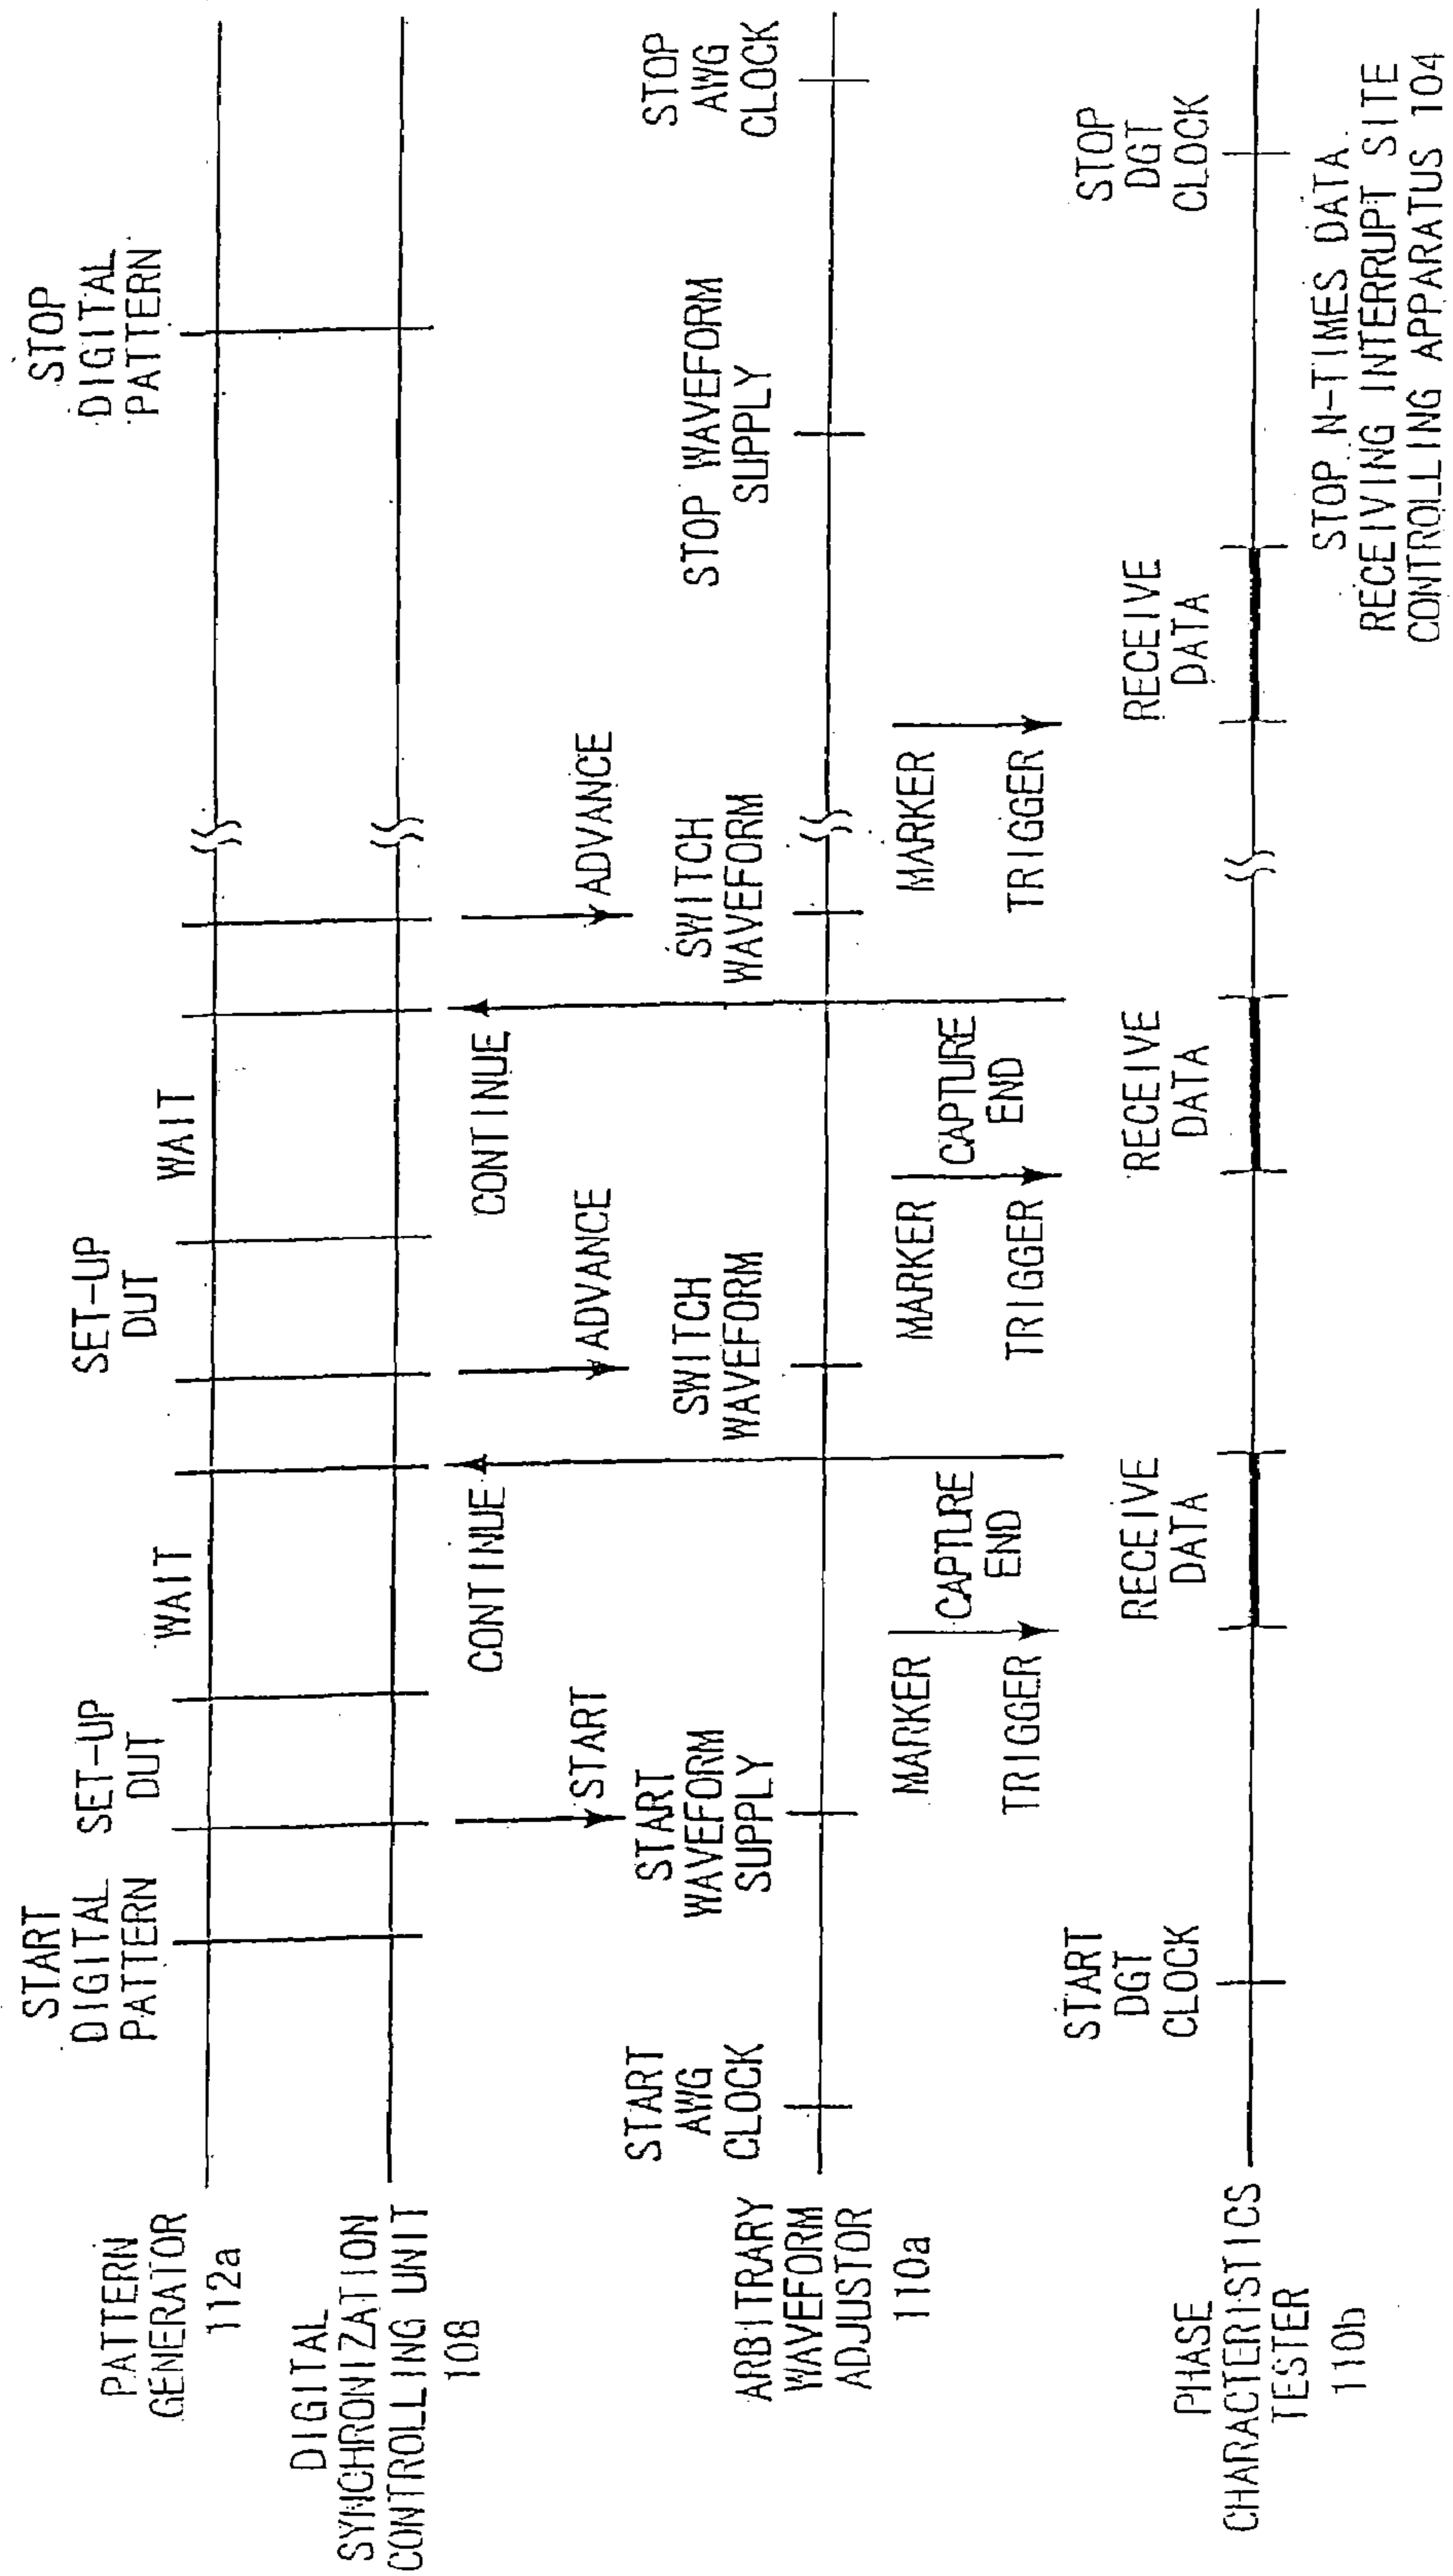 PATTERN
GENERATOR
112a
START
DIGITAL
PATTERN
SET-UP
DUT
WAIT
SET-UP
DUT
WAIT
STOP
DIGITAL
PATTERN
DIGITAL
SYNCHRONIZATION
CONTROLLING UNIT
108
START
CONTINUE
ADVANCE
CONTINUE
ADVANCE
ARBITRARY
WAVEFORM
ADJUSTOR
110a
START
AWG
CLOCK
START
WAVEFORM
SUPPLY
SWITCH
WAVEFORM
SWITCH
WAVEFORM
STOP WAVEFORM
SUPPLY
STOP
AWG
CLOCK
MARKER
TRIGGER
CAPTURE
END
MARKER
TRIGGER
CAPTURE
END
MARKER
TRIGGER
PHASE
CHARACTERISTICS
TESTER
110b
START
DGT
CLOCK
RECEIVE
DATA
RECEIVE
DATA
RECEIVE
DATA
STOP
DGT
CLOCK
STOP N-TIMES DATA
RECEIVING INTERRUPT SITE
CONTROLLING APPARATUS 104